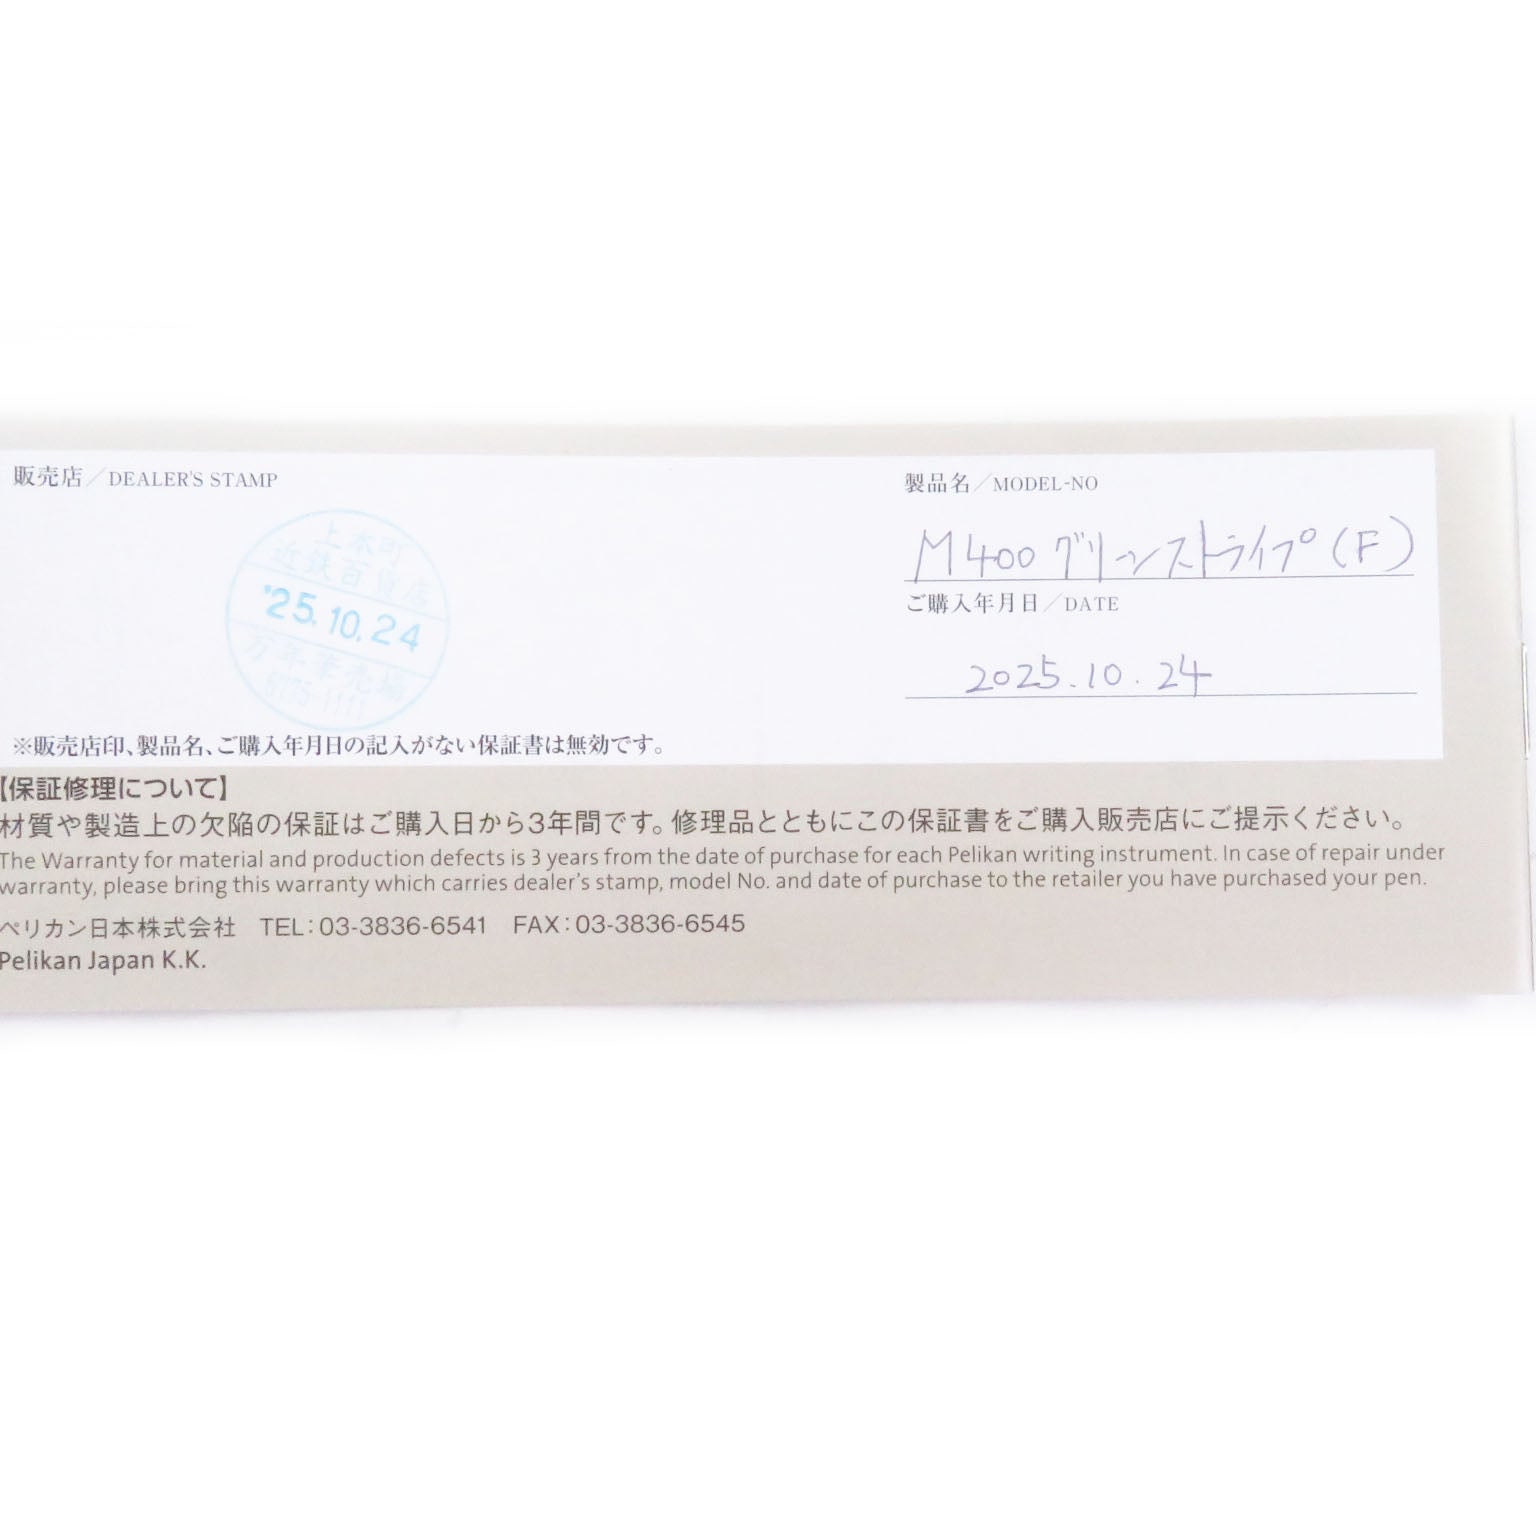 販売店／DEALER'S STAMP
上本町
近鉄百貨店
'25.10.24
万年筆売場
6775-1111
※販売店印、製品名、ご購入年月日の記入がない保証書は無効です。
製品名／MODEL-NO
M400 グリーンストライプ(F)
ご購入年月日／DATE
2025.10.24
【保証修理について】
材質や製造上の欠陥の保証はご購入日から3年間です。修理品とともにこの保証書をご購入販売店にご提示ください。
The Warranty for material and production defects is 3 years from the date of purchase for each Pelikan writing instrument. In case of repair under
warranty, please bring this warranty which carries dealer's stamp, model No. and date of purchase to the retailer you have purchased your pen.
ペリカン日本株式会社 TEL：03-3836-6541 FAX：03-3836-6545
Pelikan Japan K.K.